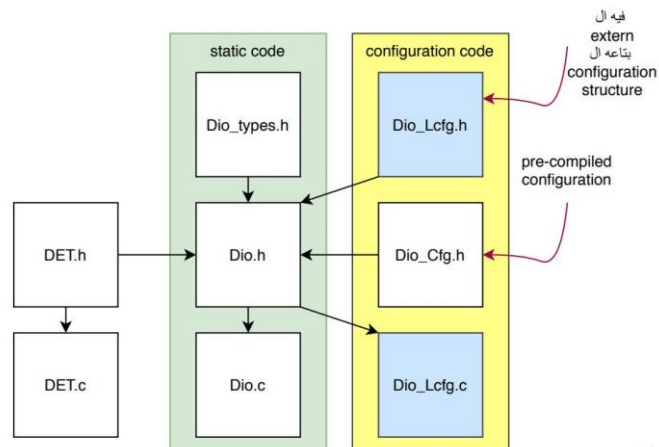 فيه ال
extern
بتاعه ال
configuration
structure
static code
configuration code
Dio_types.h
Dio_Lcfg.h
pre-compiled
configuration
DET.h
Dio.h
Dio_Cfg.h
DET.c
Dio.c
Dio_Lcfg.c